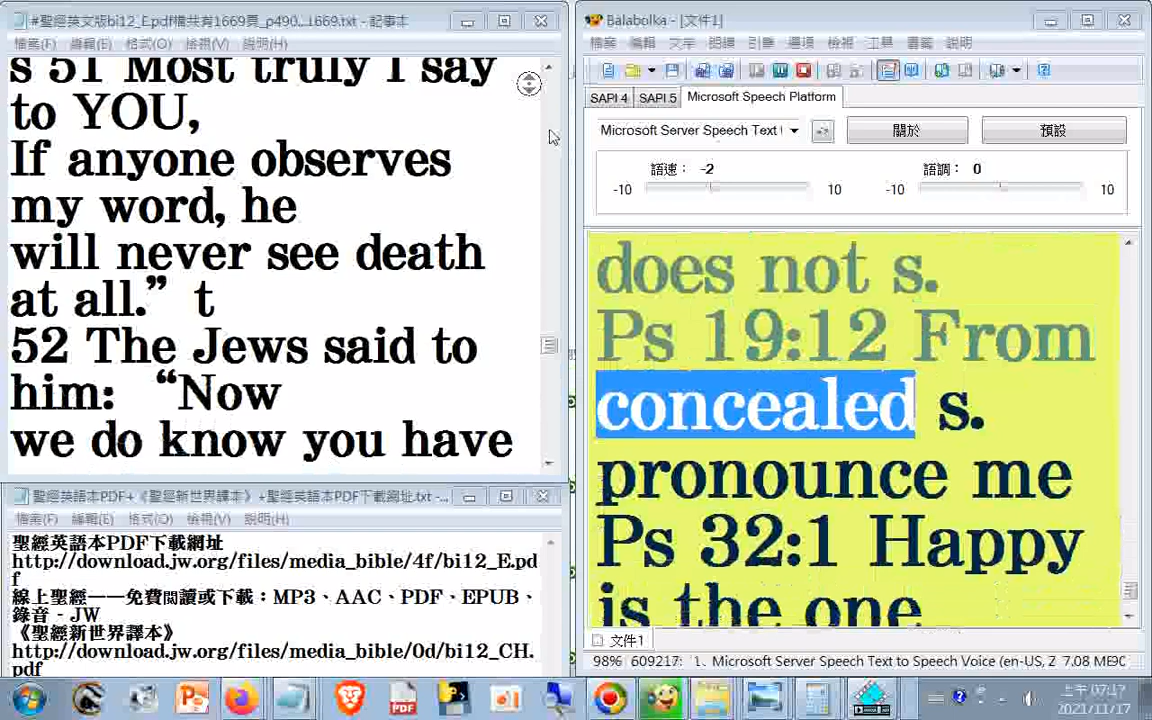 #聖經英文版bi12_E.pdf檔共有1669頁_p490...1669.txt - 記事本
檔案(F) 編輯(E) 格式(O) 檢視(V) 說明(H)
s 51 Most truly I say
to YOU,
If anyone observes
my word, he
will never see death
at all.” t
52 The Jews said to
him: “Now
we do know you have
聖經英語本PDF+《聖經新世界譯本》+聖經英語本PDF下載網址.txt - ...
檔案(F) 編輯(E) 格式(O) 檢視(V) 說明(H)
聖經英語本PDF下載網址
http://download.jw.org/files/media_bible/4f/bi12_E.pd
f
線上聖經——免費閱讀或下載：MP3、AAC、PDF、EPUB、
錄音 - JW
《聖經新世界譯本》
http://download.jw.org/files/media_bible/0d/bi12_CH.
pdf
Balabolka - [文件1]
檔案 編輯 文字 朗讀 引擎 選項 檢視 工具 書籤 說明
SAPI 4 SAPI 5 Microsoft Speech Platform
Microsoft Server Speech Text 關於 預設
語速： -2 語調： 0
-10 10 -10 10
does not s.
Ps 19:12 From
concealed s.
pronounce me
Ps 32:1 Happy
is the one
文件1
98% 609217: 1、Microsoft Server Speech Text to Speech Voice (en-US, Z 7.08 ME
上午 07:47
2021/11/17